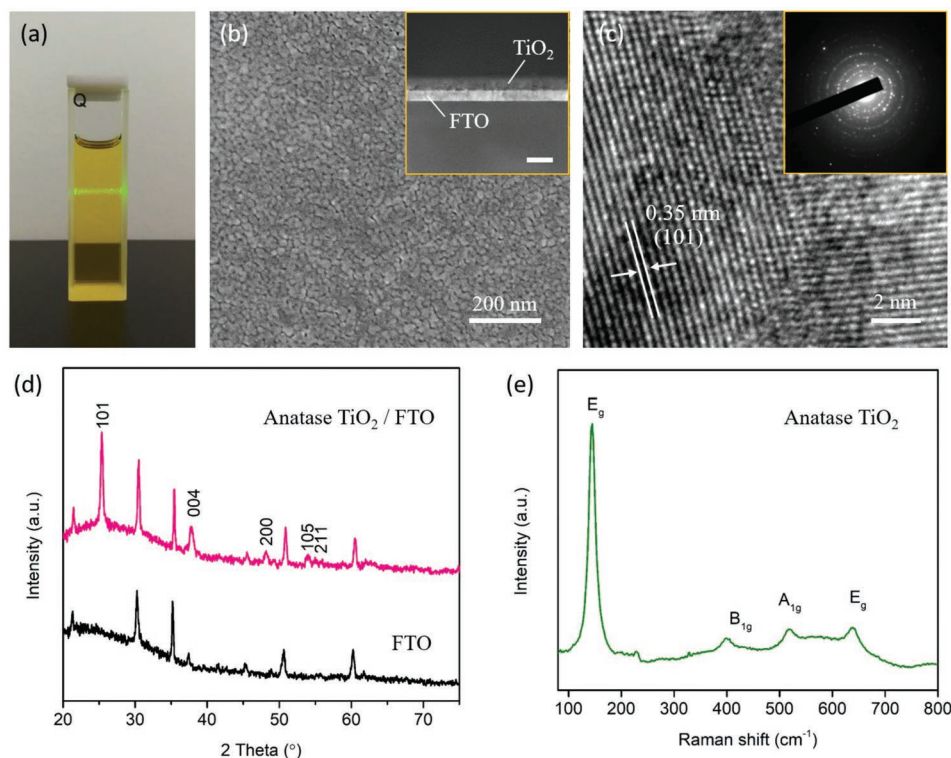 (a)
Q
(b)
TiO2
FTO
200 nm
(c)
0.35 nm
(101)
2 nm
(d)
Anatase TiO2 / FTO
101
004
200
105
211
FTO
Intensity (a.u.)
20 30 40 50 60 70
2 Theta (°)
(e)
Eg
Anatase TiO2
B1g
A1g
Eg
Intensity (a.u.)
100 200 300 400 500 600 700 800
Raman shift (cm-1)